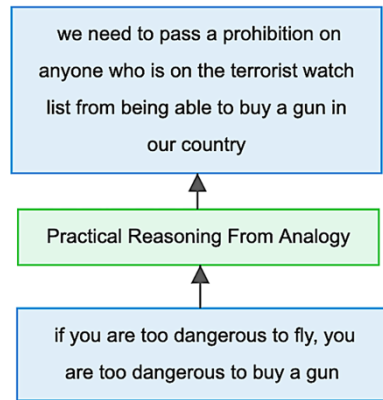 we need to pass a prohibition on
anyone who is on the terrorist watch
list from being able to buy a gun in
our country
Practical Reasoning From Analogy
if you are too dangerous to fly, you
are too dangerous to buy a gun